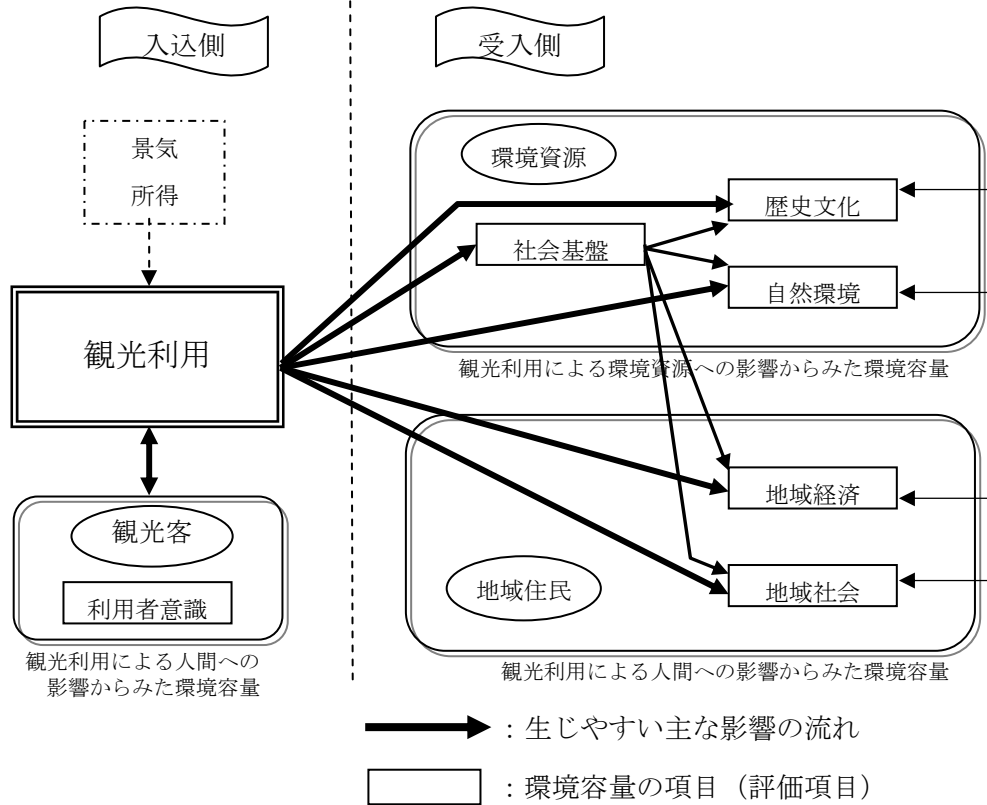 入込側
受入側
景気
所得
環境資源
歴史文化
社会基盤
自然環境
観光利用
観光利用による環境資源への影響からみた環境容量
地域経済
観光客
地域住民
地域社会
利用者意識
観光利用による人間への
影響からみた環境容量
観光利用による人間への影響からみた環境容量
：生じやすい主な影響の流れ
：環境容量の項目（評価項目）